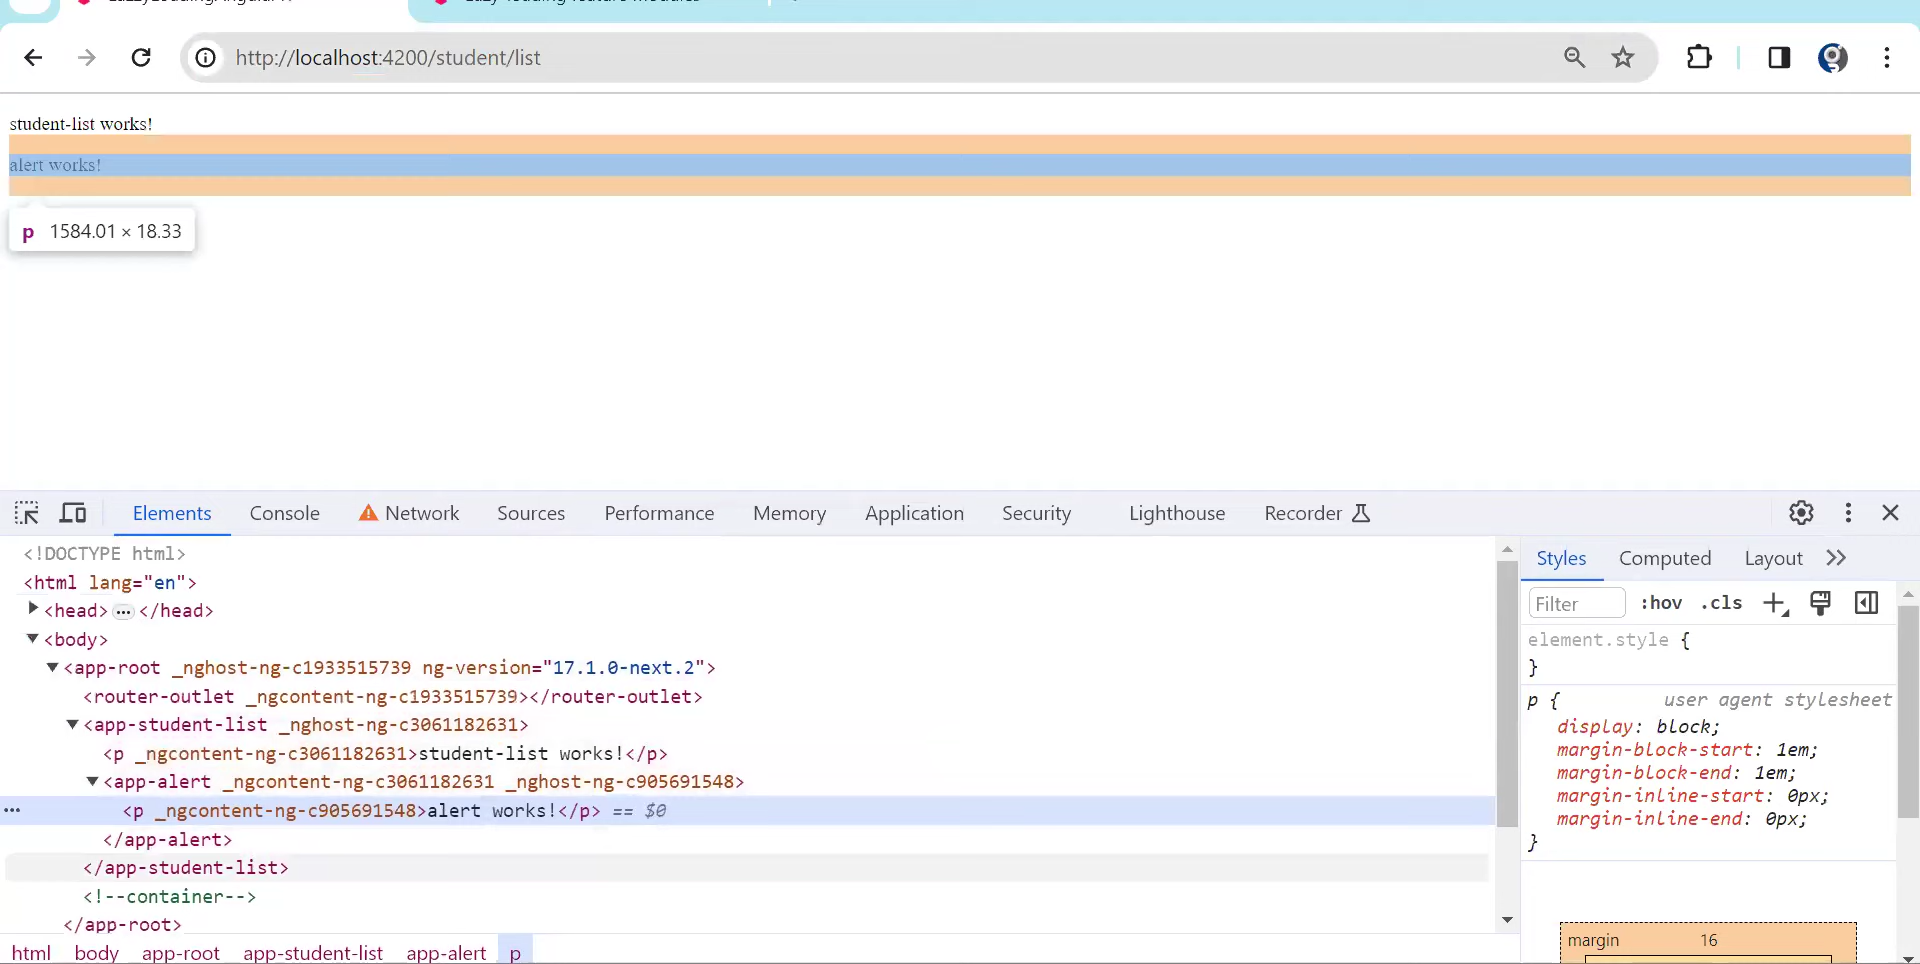 http://localhost:4200/student/list
student-list works!
alert works!
p 1584.01 × 18.33
Elements Console Network Sources Performance Memory Application Security Lighthouse Recorder
<!DOCTYPE html>
<html lang="en">
<head> … </head>
<body>
<app-root _nghost-ng-c1933515739 ng-version="17.1.0-next.2">
<router-outlet _ngcontent-ng-c1933515739></router-outlet>
<app-student-list _nghost-ng-c3061182631>
<p _ngcontent-ng-c3061182631>student-list works!</p>
<app-alert _ngcontent-ng-c3061182631 _nghost-ng-c905691548>
<p _ngcontent-ng-c905691548>alert works!</p> == $0
</app-alert>
</app-student-list>
<!--container-->
</app-root>
html body app-root app-student-list app-alert p
Styles Computed Layout
Filter :hov .cls
element.style {
}
p { user agent stylesheet
display: block;
margin-block-start: 1em;
margin-block-end: 1em;
margin-inline-start: 0px;
margin-inline-end: 0px;
}
margin 16